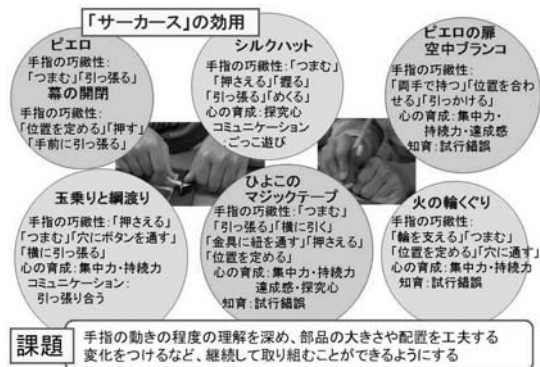 「サーカース」の効用
ピエロ
手指の巧緻性:
「つまむ」「引っ張る」
幕の開閉
手指の巧緻性:
「位置を定める」「押す」
「手前に引っ張る」
シルクハット
手指の巧緻性:「つまむ」
「押さえる」「握る」
「引っ張る」「めくる」
心の育成:探究心
コミュニケーション
:ごっこ遊び
ピエロの扉
空中ブランコ
手指の巧緻性:
「両手で持つ」「位置を合わ
せる」「引っかける」
心の育成:集中力・
持続力・達成感
知育:試行錯誤
玉乗りと綱渡り
手指の巧緻性:「押さえる」
「つまむ」「穴にボタンを通す」
「横に引っ張る」
心の育成:集中力・持続力
コミュニケーション:
引っ張り合う
ひよこの
マジックテープ
手指の巧緻性:「つまむ」
「引っ張る」「横に引く」
「金具に紐を通す」「押さえる」
「位置を定める」
心の育成:集中力・持続力
達成感・探究心
知育:試行錯誤
火の輪くぐり
手指の巧緻性:
「輪を支える」「つまむ」
「位置を定める」「穴に通す」
心の育成:集中力・持続力
知育:試行錯誤
課題
手指の動きの程度の理解を深め、部品の大きさや配置を工夫する
変化をつけるなど、継続して取り組むことができるようにする